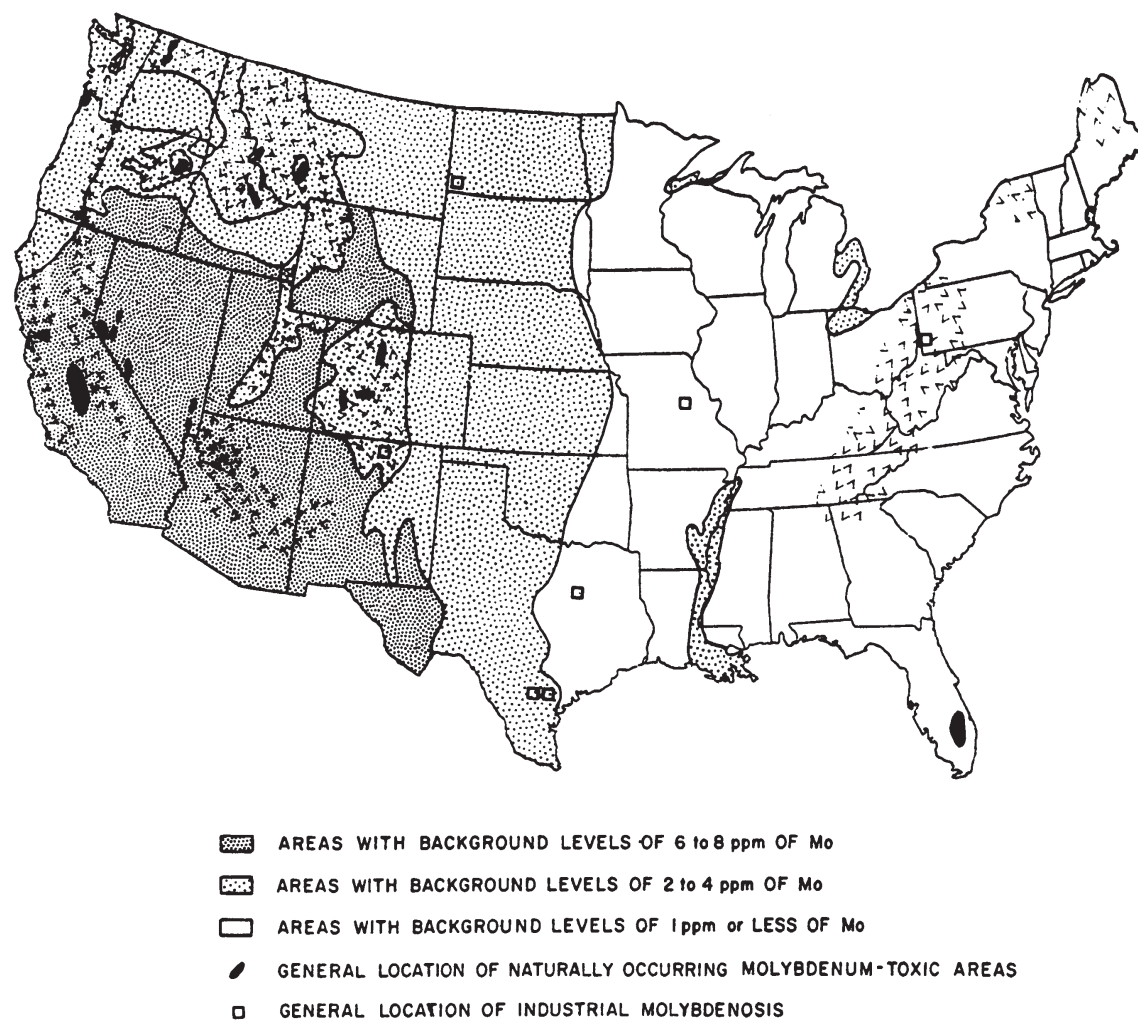 AREAS WITH BACKGROUND LEVELS OF 6 to 8 ppm OF Mo
AREAS WITH BACKGROUND LEVELS OF 2 to 4 ppm OF Mo
AREAS WITH BACKGROUND LEVELS OF 1 ppm or LESS OF Mo
GENERAL LOCATION OF NATURALLY OCCURRING MOLYBDENUM-TOXIC AREAS
GENERAL LOCATION OF INDUSTRIAL MOLYBDENOSIS